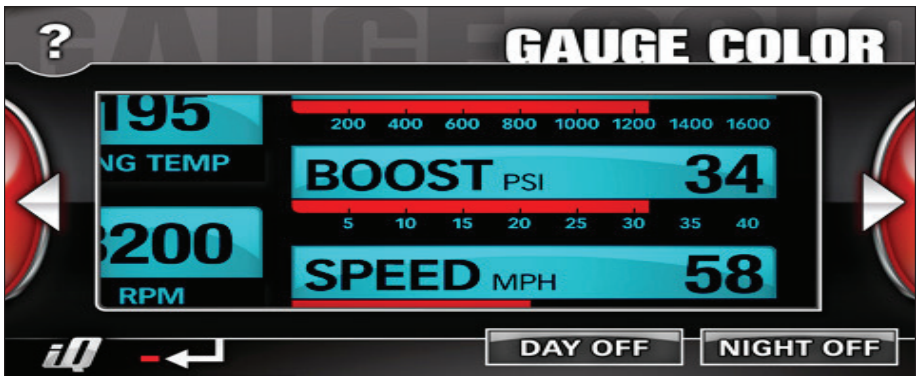 ?
GAUGE COLOR
195
NG TEMP
200 400 600 800 1000 1200 1400 1600
BOOST PSI 34
5 10 15 20 25 30 35 40
3200
RPM
SPEED MPH 58
iQ
DAY OFF
NIGHT OFF